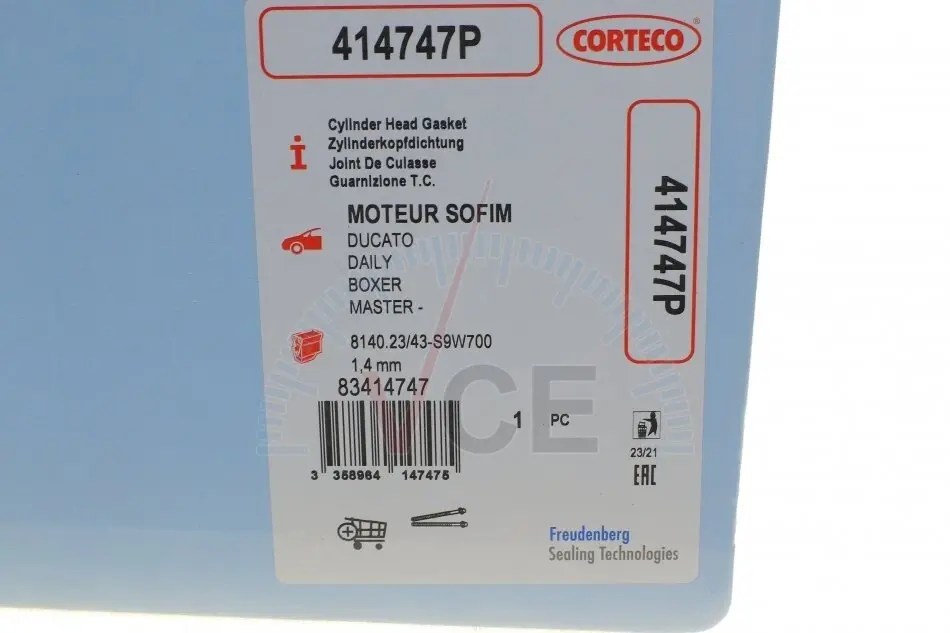 414747P
CORTECO®
Cylinder Head Gasket
Zylinderkopfdichtung
Joint De Culasse
Guarnizione T.C.
414747P
MOTEUR SOFIM
DUCATO
DAILY
BOXER
MASTER -
8140.23/43-S9W700
1,4 mm
83414747
1 PC
3 358964 147475
23/21
EAC
Freudenberg
Sealing Technologies
VCE